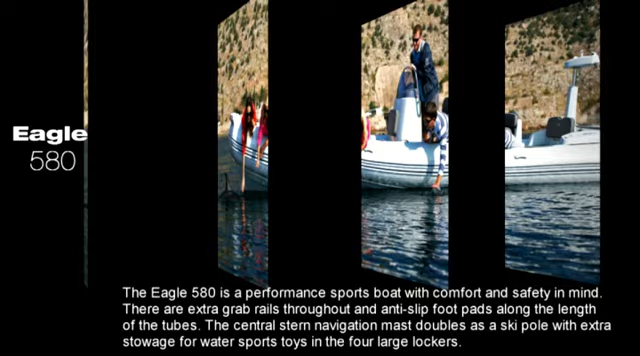 Eagle
580
The Eagle 580 is a performance sports boat with comfort and safety in mind.
There are extra grab rails throughout and anti-slip foot pads along the length
of the tubes. The central stern navigation mast doubles as a ski pole with extra
stowage for water sports toys in the four large lockers.